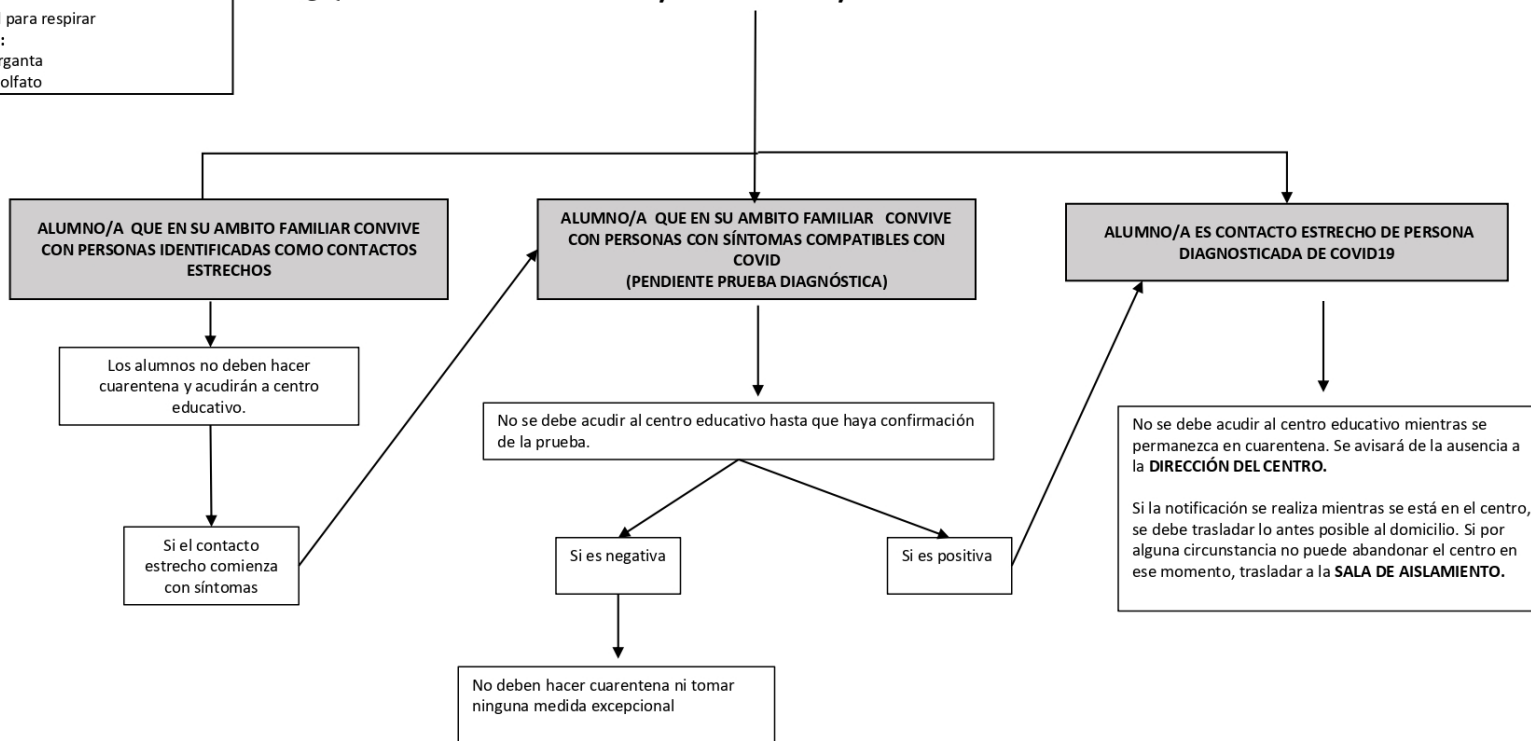 para respirar
:
olfato
ALUMNO/A QUE EN SU AMBITO FAMILIAR CONVIVE
CON PERSONAS IDENTIFICADAS COMO CONTACTOS
ESTRECHOS
ALUMNO/A QUE EN SU AMBITO FAMILIAR CONVIVE
CON PERSONAS CON SÍNTOMAS COMPATIBLES CON
COVID
(PENDIENTE PRUEBA DIAGNÓSTICA)
ALUMNO/A ES CONTACTO ESTRECHO DE PERSONA
DIAGNOSTICADA DE COVID19
Los alumnos no deben hacer
cuarentena y acudirán a centro
educativo.
No se debe acudir al centro educativo hasta que haya confirmación
de la prueba.
No se debe acudir al centro educativo mientras se
permanezca en cuarentena. Se avisará de la ausencia a
la DIRECCIÓN DEL CENTRO.
Si la notificación se realiza mientras se está en el centro,
se debe trasladar lo antes posible al domicilio. Si por
alguna circunstancia no puede abandonar el centro en
ese momento, trasladar a la SALA DE AISLAMIENTO.
Si el contacto
estrecho comienza
con síntomas
Si es negativa
Si es positiva
No deben hacer cuarentena ni tomar
ninguna medida excepcional